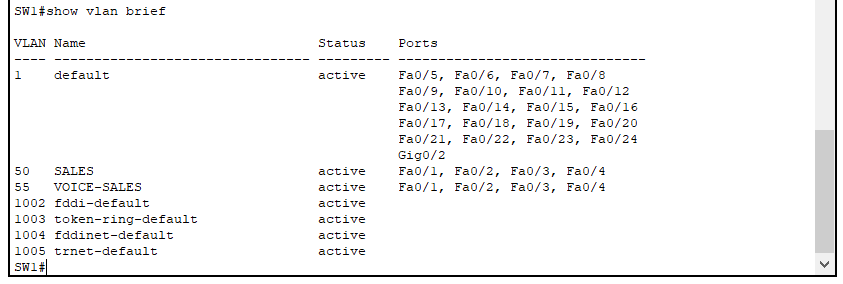 SW1#show vlan brief
VLAN Name                             Status    Ports
---- -------------------------------- --------- -------------------------------
1    default                          active    Fa0/5, Fa0/6, Fa0/7, Fa0/8
                                                Fa0/9, Fa0/10, Fa0/11, Fa0/12
                                                Fa0/13, Fa0/14, Fa0/15, Fa0/16
                                                Fa0/17, Fa0/18, Fa0/19, Fa0/20
                                                Fa0/21, Fa0/22, Fa0/23, Fa0/24
                                                Gig0/2
50   SALES                            active    Fa0/1, Fa0/2, Fa0/3, Fa0/4
55   VOICE-SALES                      active    Fa0/1, Fa0/2, Fa0/3, Fa0/4
1002 fddi-default                     active
1003 token-ring-default               active
1004 fddinet-default                  active
1005 trnet-default                    active
SW1#